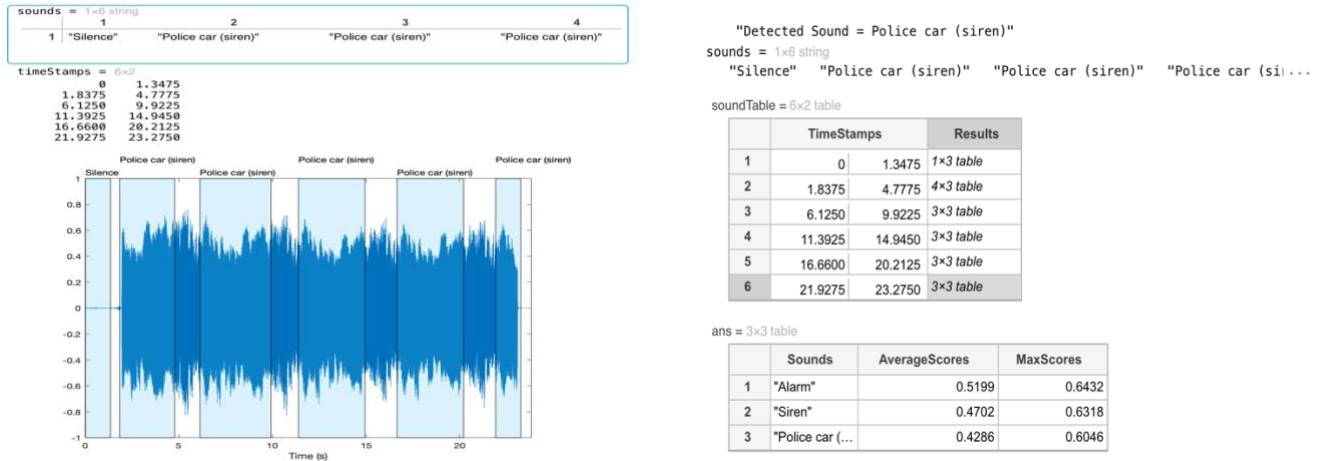 sounds = 1×6 string
1 2 3 4
1 "Silence" "Police car (siren)" "Police car (siren)" "Police car (siren)"
timeStamps = 6×2
0 1.3475
1.8375 4.7775
6.1250 9.9225
11.3925 14.9450
16.6600 20.2125
21.9275 23.2750
Police car (siren) Police car (siren) Police car (siren)
Silence Police car (siren) Police car (siren)
1
0.8
0.6
0.4
0.2
0
-0.2
-0.4
-0.6
-0.8
-1
0 5 10 15 20
Time (s)
"Detected Sound = Police car (siren)"
sounds = 1×6 string
"Silence" "Police car (siren)" "Police car (siren)" "Police car (si...
soundTable = 6×2 table
TimeStamps Results
1 0 1.3475 1×3 table
2 1.8375 4.7775 4×3 table
3 6.1250 9.9225 3×3 table
4 11.3925 14.9450 3×3 table
5 16.6600 20.2125 3×3 table
6 21.9275 23.2750 3×3 table
ans = 3×3 table
Sounds AverageScores MaxScores
1 "Alarm" 0.5199 0.6432
2 "Siren" 0.4702 0.6318
3 "Police car (... 0.4286 0.6046